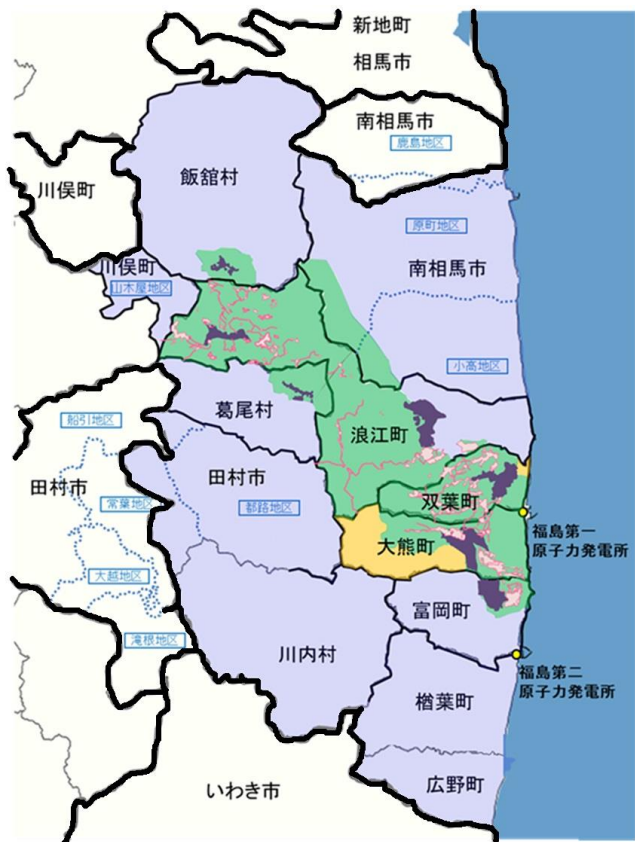 新地町
相馬市
南相馬市
鹿島地区
飯舘村
川俣町
原町地区
川俣町
南相馬市
山木屋地区
小高地区
葛尾村
船引地区
浪江町
田村市
田村市
常葉地区
都路地区
双葉町
福島第一
原子力発電所
大熊町
大越地区
富岡町
滝根地区
川内村
福島第二
原子力発電所
楢葉町
いわき市
広野町